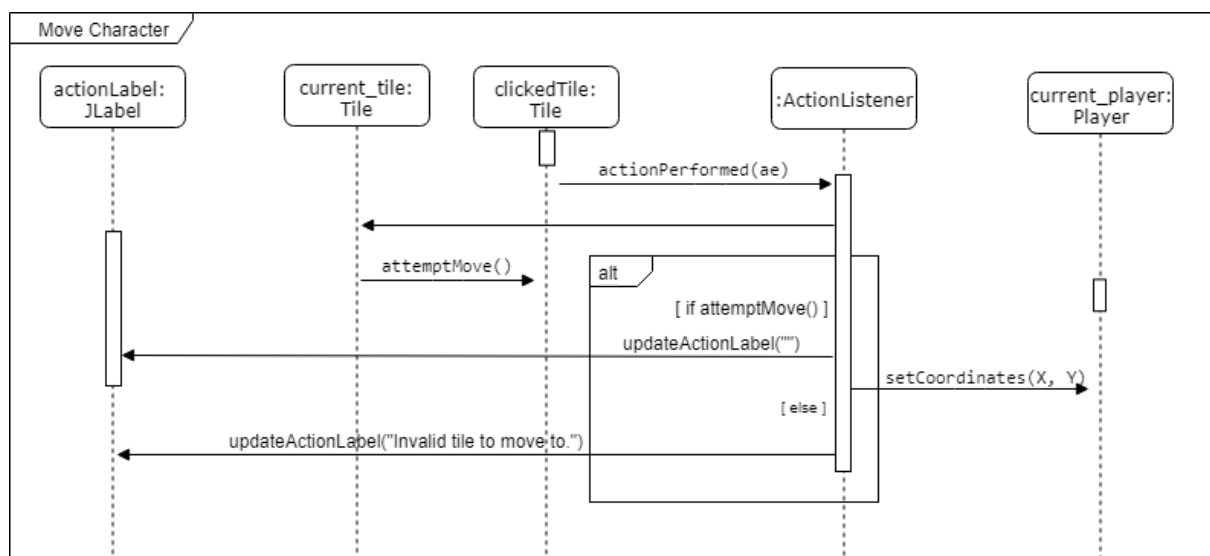 Move Character
actionLabel:
JLabel
current_tile:
Tile
clickedTile:
Tile
:ActionListener
current_player:
Player
actionPerformed(ae)
attemptMove()
alt
[ if attemptMove() ]
updateActionLabel("")
setCoordinates(X, Y)
[ else ]
updateActionLabel("Invalid tile to move to.")